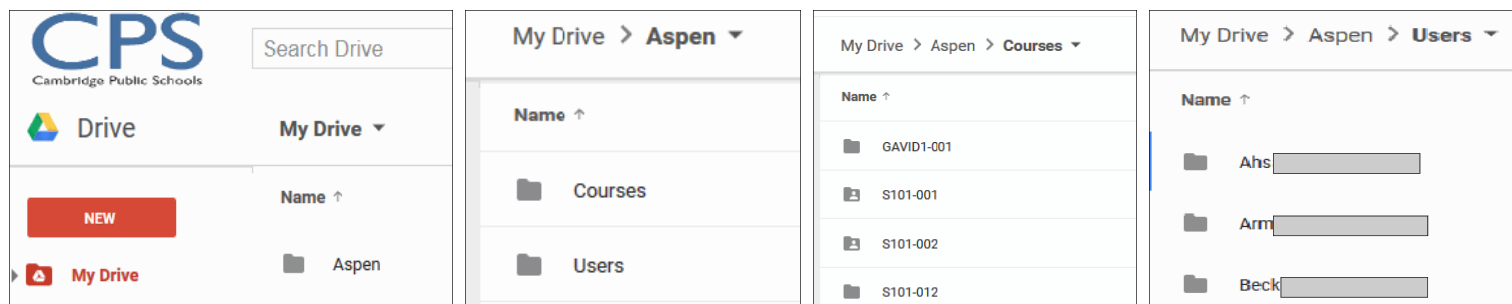 CPS
Cambridge Public Schools
Search Drive
Drive
My Drive
Name ↑
NEW
My Drive
Aspen
My Drive > Aspen
Name ↑
Courses
Users
My Drive > Aspen > Courses
Name ↑
GAVID1-001
S101-001
S101-002
S101-012
My Drive > Aspen > Users
Name ↑
Ahs
Arm
Beck